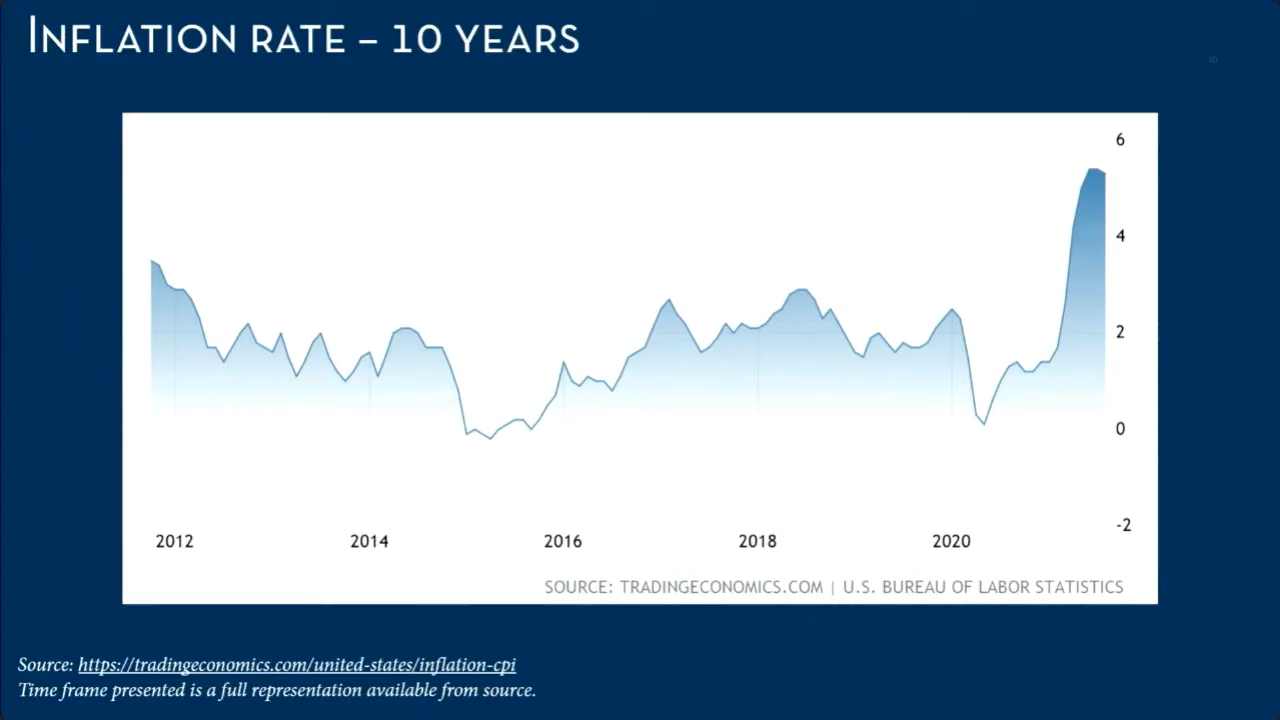 INFLATION RATE – 10 YEARS
10
6
4
2
0
-2
2012 2014 2016 2018 2020
SOURCE: TRADINGECONOMICS.COM | U.S. BUREAU OF LABOR STATISTICS
Source: https://tradingeconomics.com/united-states/inflation-cpi
Time frame presented is a full representation available from source.